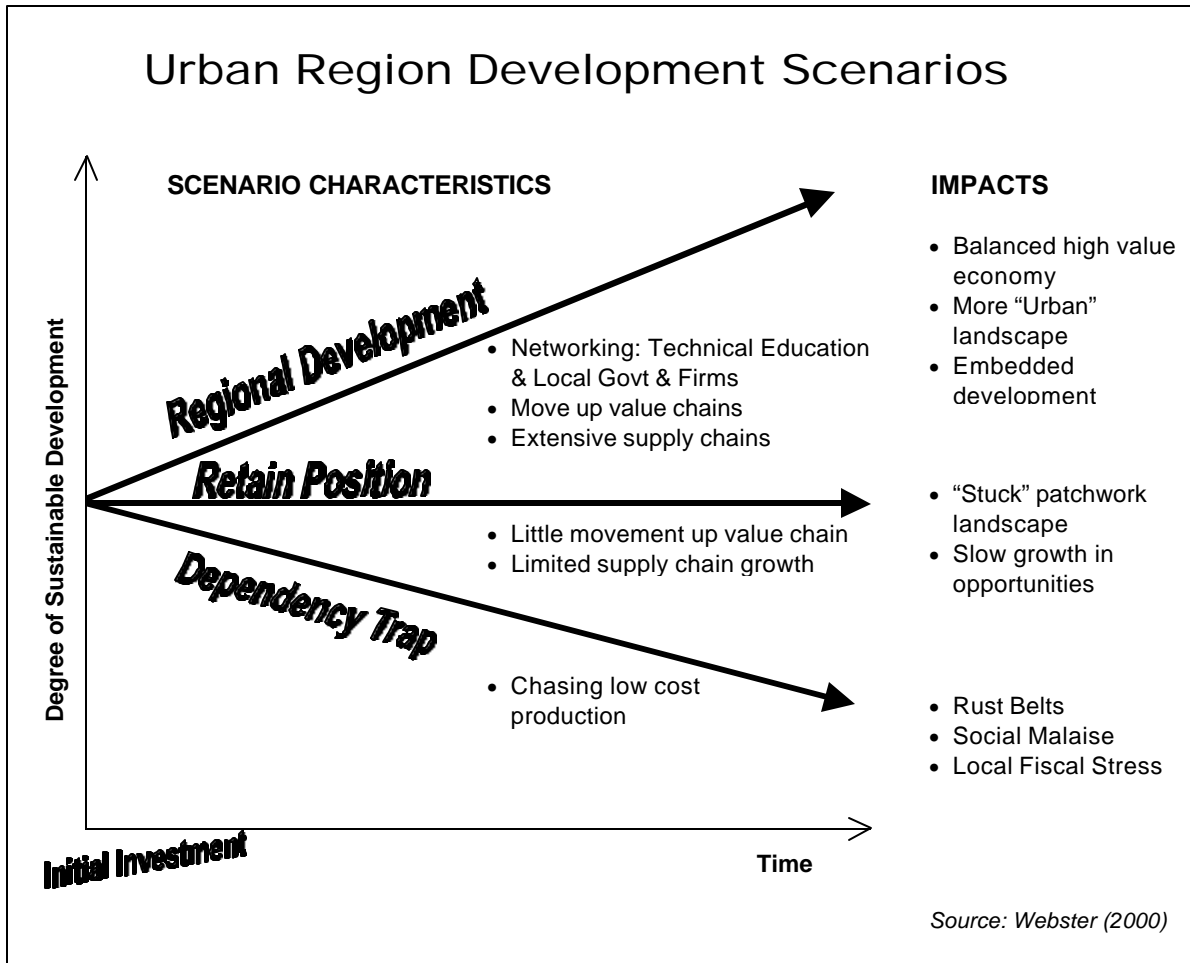 Urban Region Development Scenarios
SCENARIO CHARACTERISTICS
IMPACTS
Degree of Sustainable Development
Regional Development
• Networking: Technical Education
& Local Govt & Firms
• Move up value chains
• Extensive supply chains
• Balanced high value
economy
• More “Urban”
landscape
• Embedded
development
Retain Position
• Little movement up value chain
• Limited supply chain growth
• “Stuck” patchwork
landscape
• Slow growth in
opportunities
Dependency Trap
• Chasing low cost
production
• Rust Belts
• Social Malaise
• Local Fiscal Stress
Initial Investment
Time
Source: Webster (2000)